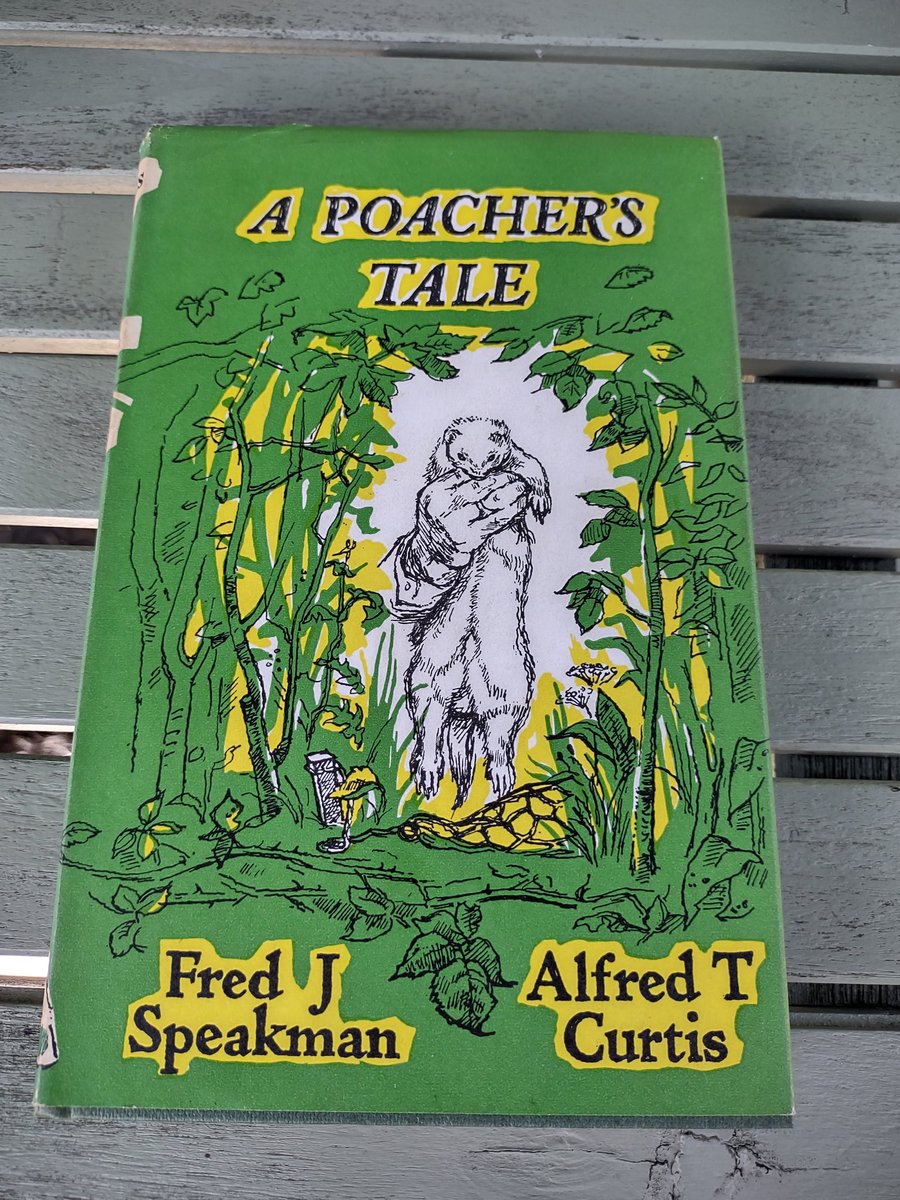 A POACHER'S
TALE
Fred J
Speakman
Alfred T
Curtis